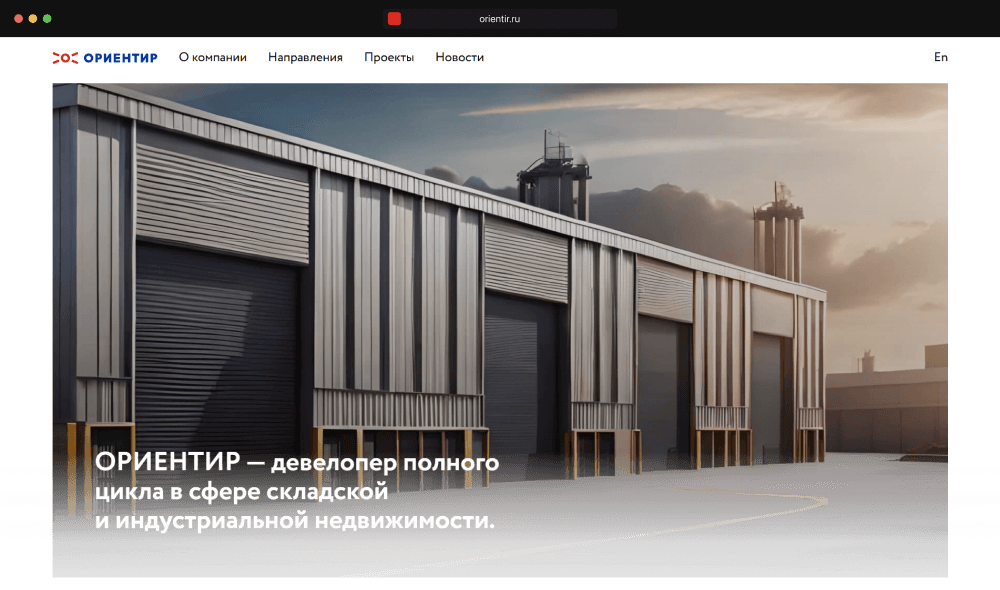 orientir.ru
ОРИЕНТИР О компании Направления Проекты Новости En
ОРИЕНТИР — девелопер полного
цикла в сфере складской
и индустриальной недвижимости.